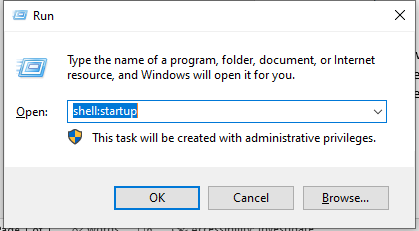 Run
Type the name of a program, folder, document, or Internet
resource, and Windows will open it for you.
Open: shell:startup
This task will be created with administrative privileges.
OK Cancel Browse...